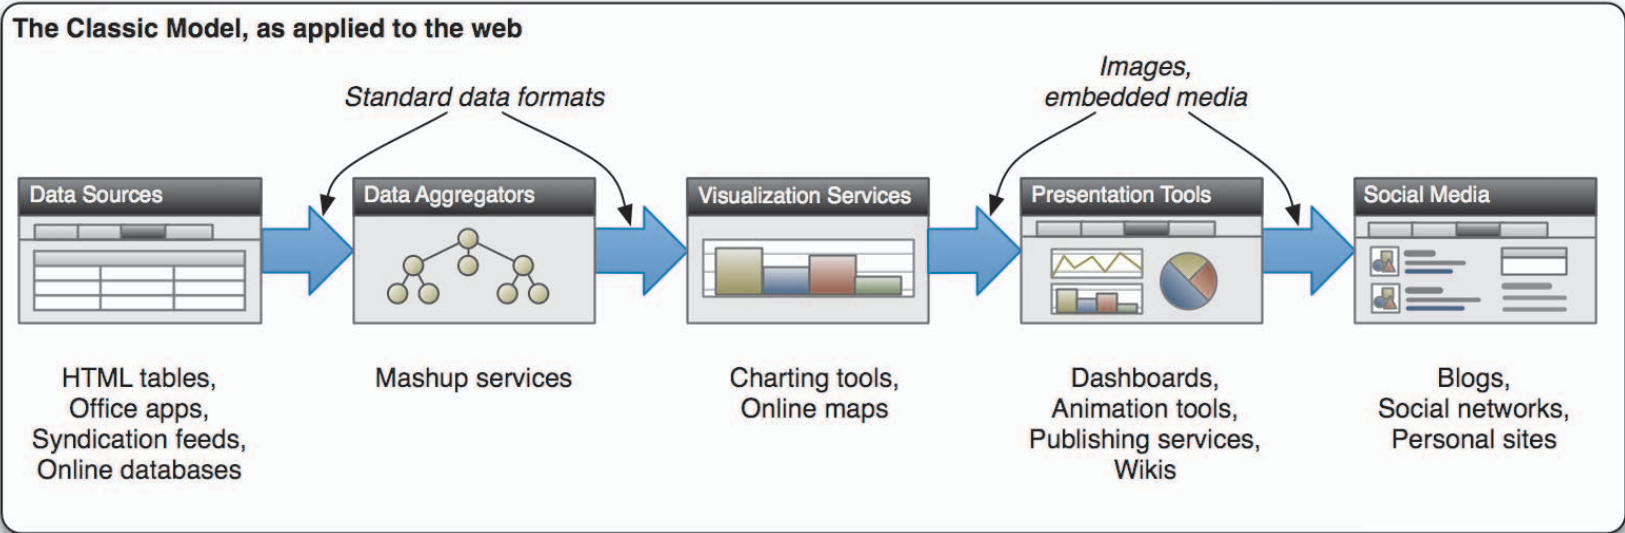 The Classic Model, as applied to the web
Standard data formats
Images,
embedded media
Data Sources
Data Aggregators
Visualization Services
Presentation Tools
Social Media
HTML tables,
Office apps,
Syndication feeds,
Online databases
Mashup services
Charting tools,
Online maps
Dashboards,
Animation tools,
Publishing services,
Wikis
Blogs,
Social networks,
Personal sites